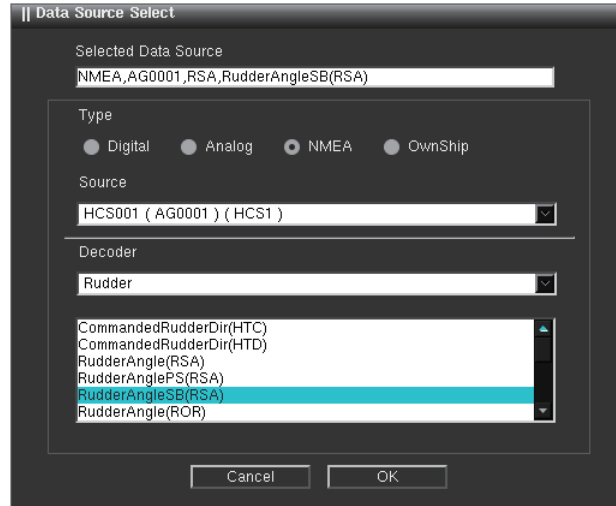 || Data Source Select
Selected Data Source
NMEA,AG0001,RSA,RudderAngleSB(RSA)
Type
Digital Analog NMEA OwnShip
Source
HCS001 ( AG0001 ) ( HCS1 )
Decoder
Rudder
CommandedRudderDir(HTC)
CommandedRudderDir(HTD)
RudderAngle(RSA)
RudderAnglePS(RSA)
RudderAngleSB(RSA)
RudderAngle(ROR)
Cancel OK